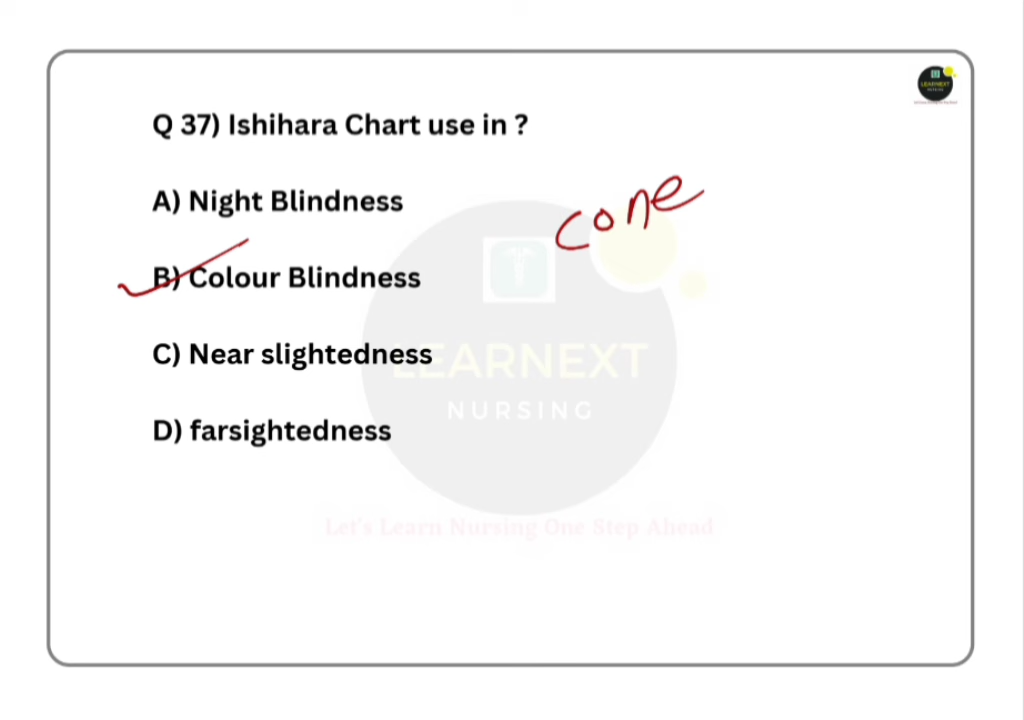 LEARNEXT
Q 37) Ishihara Chart use in ?
A) Night Blindness
cone
B) Colour Blindness
C) Near slightedness
LEARNEXT
NURSING
D) farsightedness
Let's Learn Nursing One Step Ahead